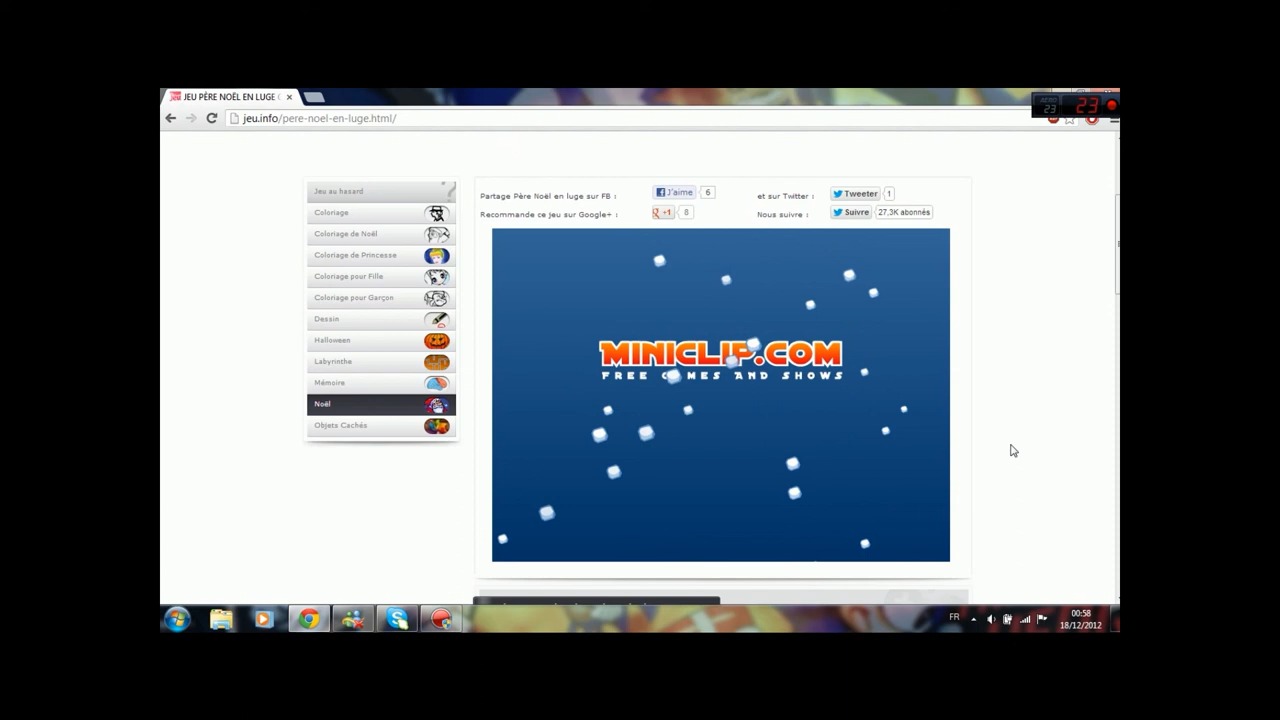 JEU PÈRE NOËL EN LUGE
jeu.info/pere-noel-en-luge.html/
AERO
23
23
Jeu au hasard
Coloriage
Coloriage de Noël
Coloriage de Princesse
Coloriage pour Fille
Coloriage pour Garçon
Dessin
Halloween
Labyrinthe
Mémoire
Noël
Objets Cachés
Partage Père Noël en luge sur FB :
J'aime
6
et sur Twitter :
Tweeter
1
Recommande ce jeu sur Google+ :
+1
8
Nous suivre :
Suivre
27,3K abonnés
MINICLIP.COM
FREE GAMES AND SHOWS
FR
00:58
18/12/2012